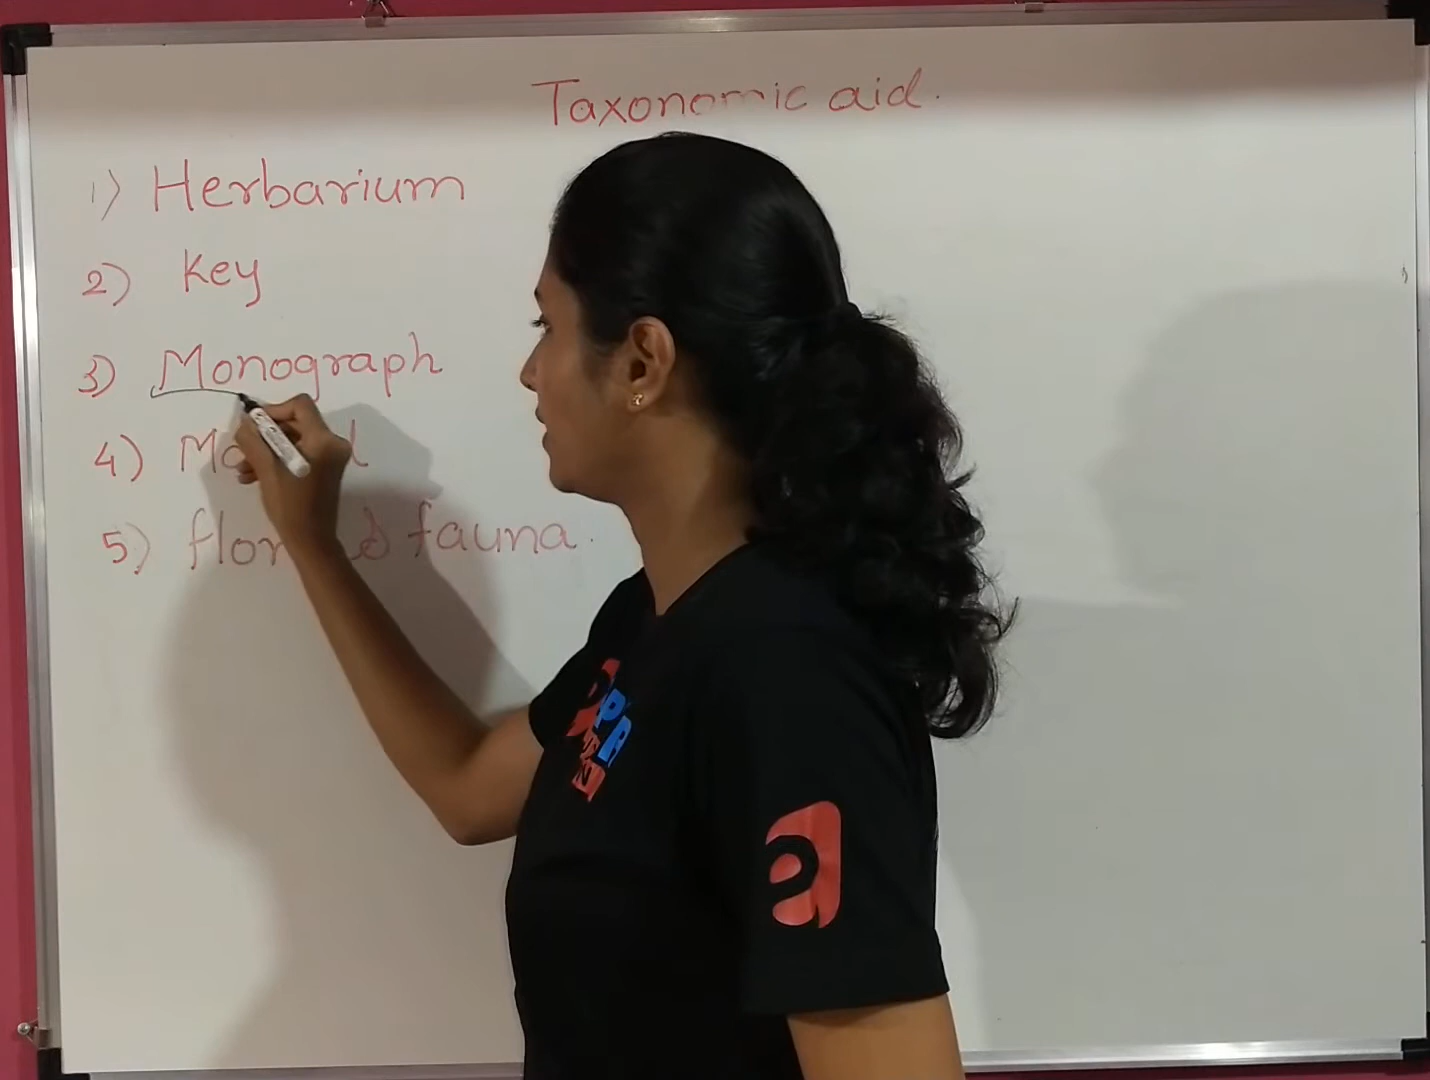 Taxonomic aid.
1) Herbarium
2) Key
3) Monograph
4)
5) fauna.